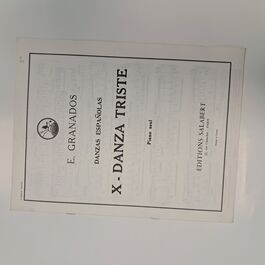 E. GRANADOS
DANZAS ESPAÑOLAS
X - DANZA TRISTE
Piano seul
EDITIONS SALABERT